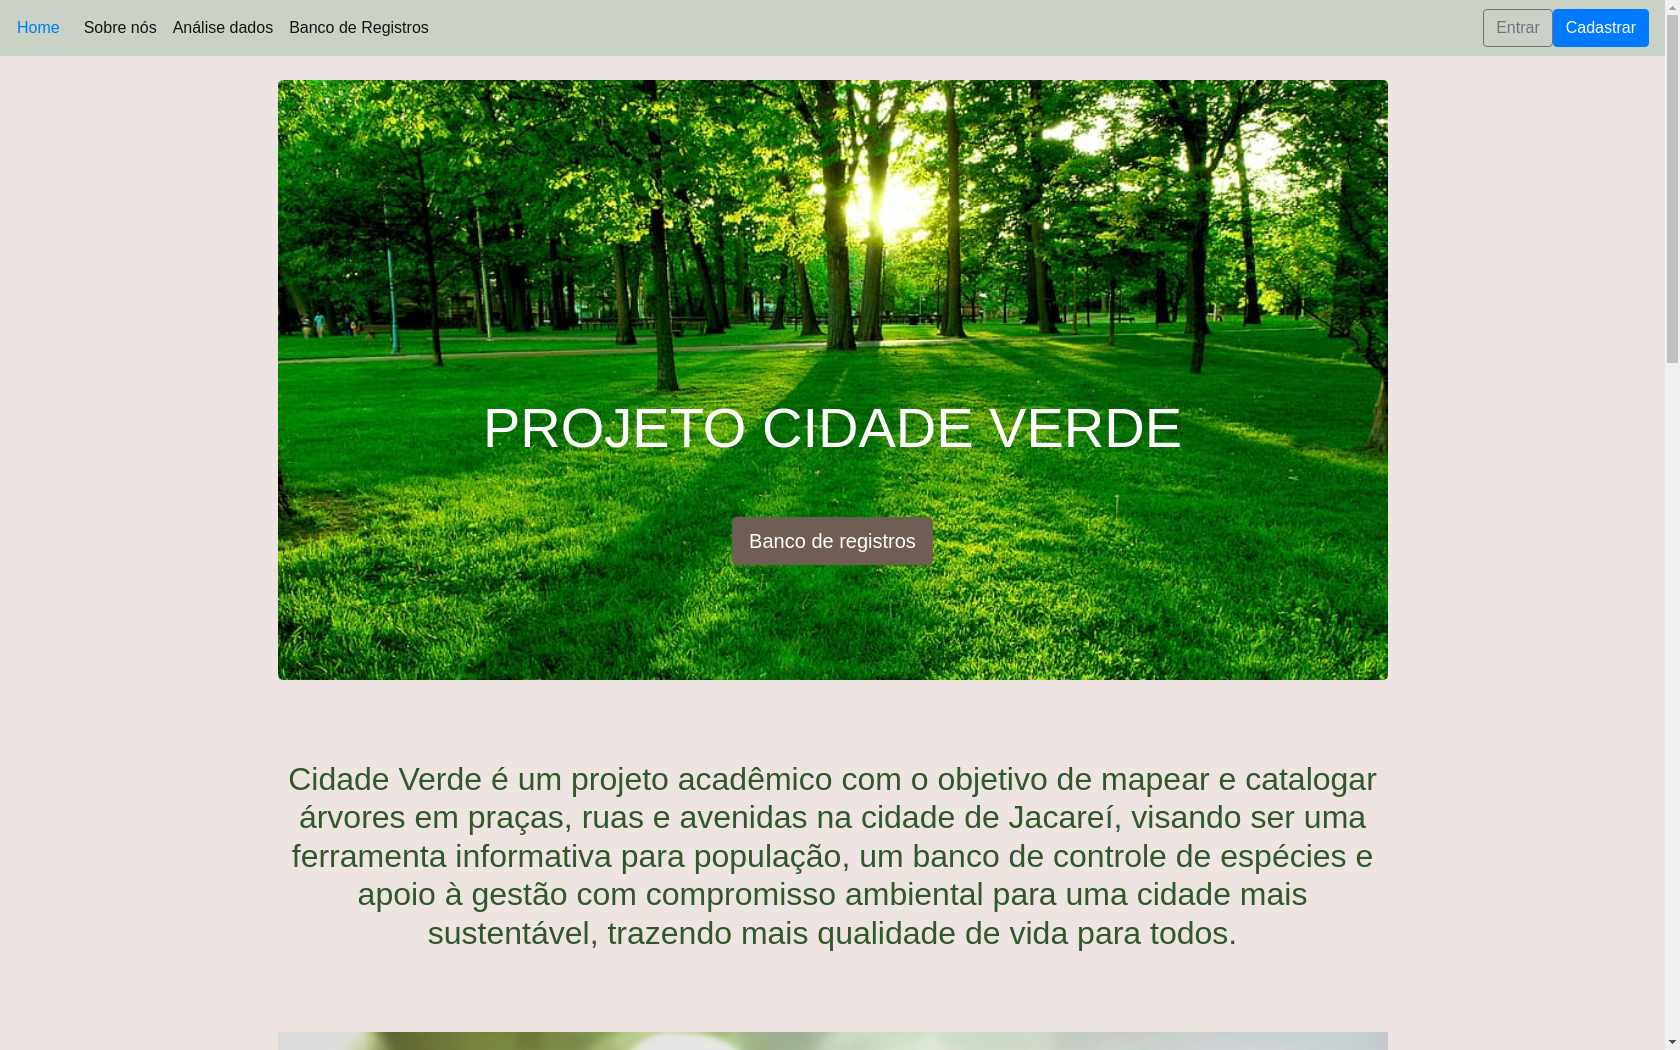 Home
Sobre nós
Análise dados
Banco de Registros
Entrar
Cadastrar
PROJETO CIDADE VERDE
Banco de registros
Cidade Verde é um projeto acadêmico com o objetivo de mapear e catalogar
árvores em praças, ruas e avenidas na cidade de Jacareí, visando ser uma
ferramenta informativa para população, um banco de controle de espécies e
apoio à gestão com compromisso ambiental para uma cidade mais
sustentável, trazendo mais qualidade de vida para todos.